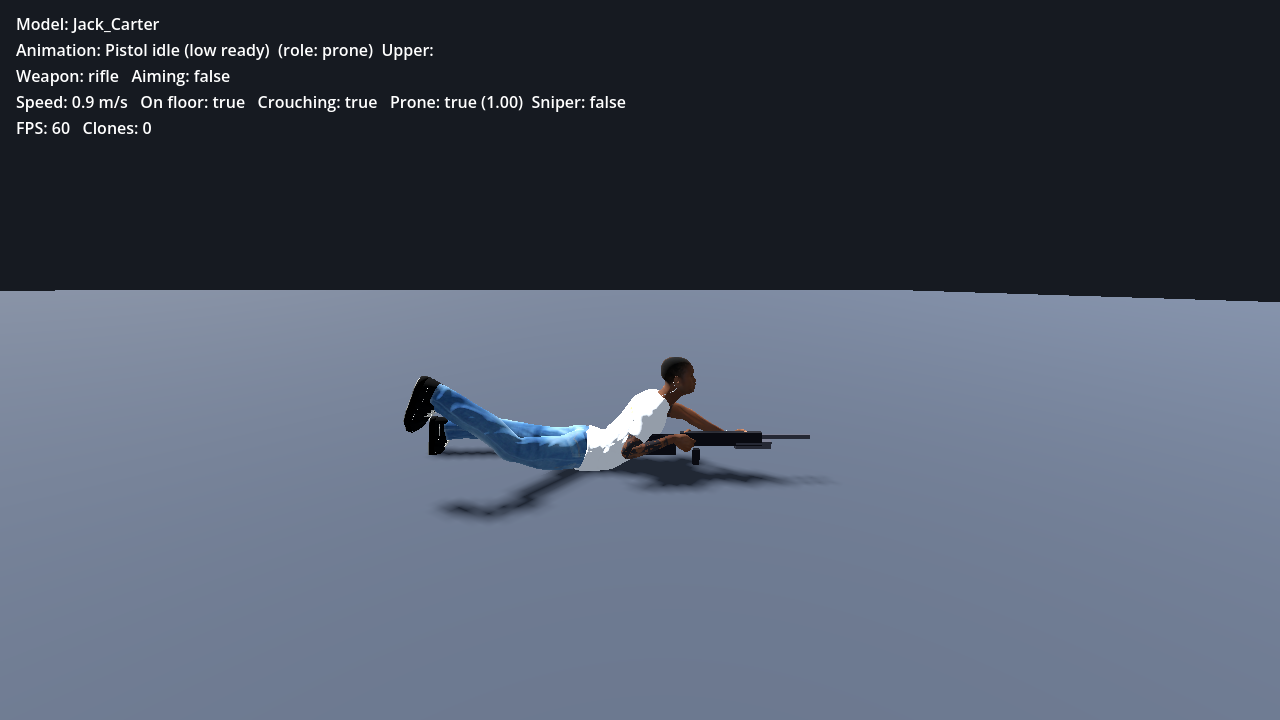 Model: Jack_Carter
Animation: Pistol idle (low ready)  (role: prone)  Upper:
Weapon: rifle   Aiming: false
Speed: 0.9 m/s   On floor: true   Crouching: true   Prone: true (1.00)  Sniper: false
FPS: 60   Clones: 0